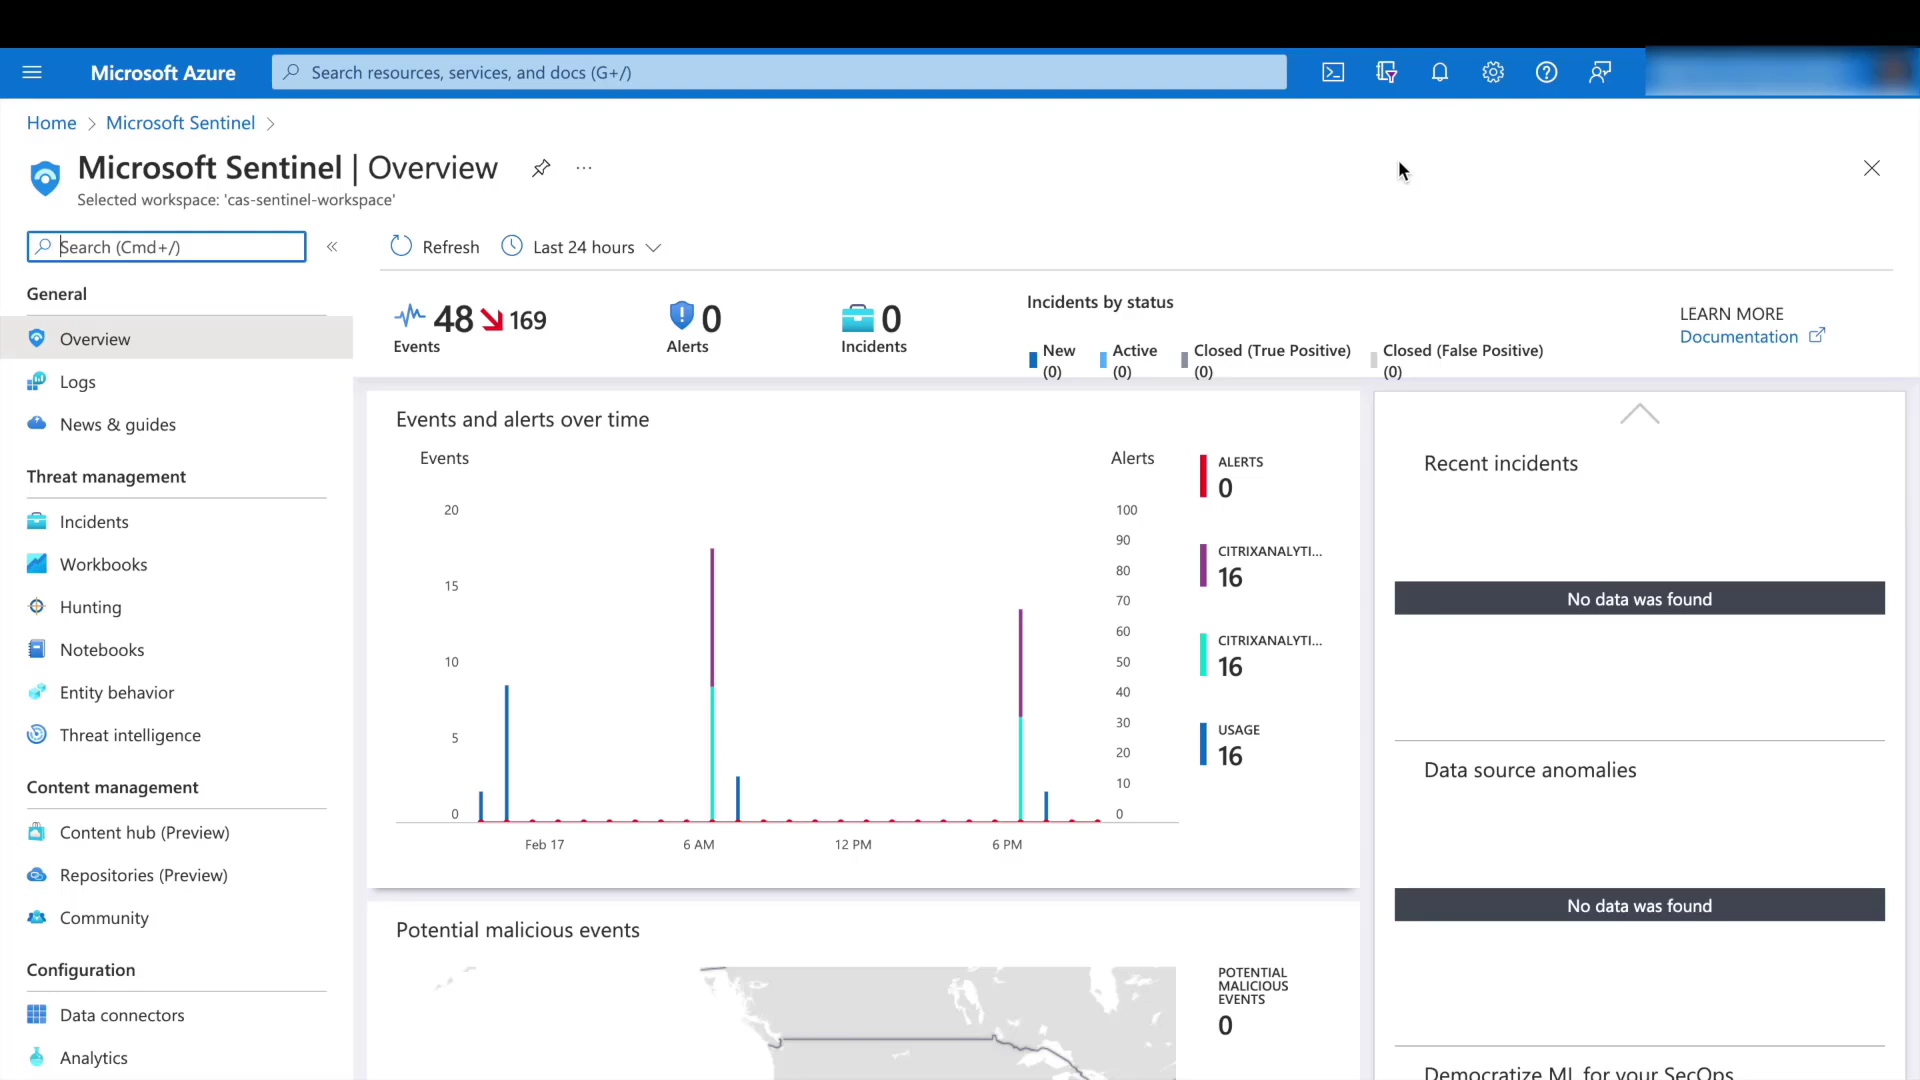 Microsoft Azure
Search resources, services, and docs (G+/)
Home > Microsoft Sentinel >
Microsoft Sentinel | Overview
...
Selected workspace: 'cas-sentinel-workspace'
Search (Cmd+/)
«
Refresh
Last 24 hours
General
Overview
Logs
News & guides
Threat management
Incidents
Workbooks
Hunting
Notebooks
Entity behavior
Threat intelligence
Content management
Content hub (Preview)
Repositories (Preview)
Community
Configuration
Data connectors
Analytics
48 169
Events
0
Alerts
0
Incidents
Incidents by status
New (0)
Active (0)
Closed (True Positive) (0)
Closed (False Positive) (0)
LEARN MORE
Documentation
Events and alerts over time
Events
Alerts
20
15
10
5
0
100
90
80
70
60
50
40
30
20
10
0
Feb 17
6 AM
12 PM
6 PM
ALERTS
0
CITRIXANALYTI...
16
CITRIXANALYTI...
16
USAGE
16
Potential malicious events
POTENTIAL
MALICIOUS
EVENTS
0
Recent incidents
No data was found
Data source anomalies
No data was found
Democratize ML for your SecOps